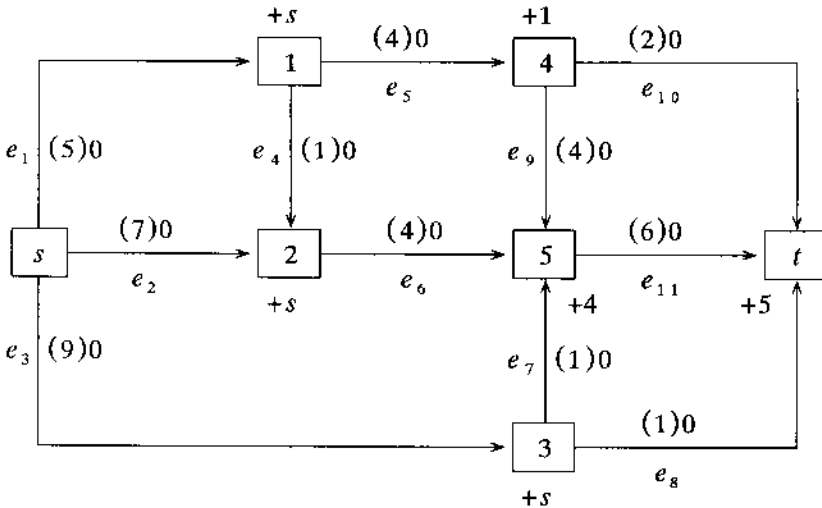 +s +1
1 (4)0 4 (2)0
e₅ e₁₀
e₁ (5)0 e₄ (1)0 e₉ (4)0
s (7)0 2 (4)0 5 (6)0 t
e₂ +s e₆ +4 e₁₁ +5
e₃ (9)0 e₇ (1)0
3 (1)0
+s e₈